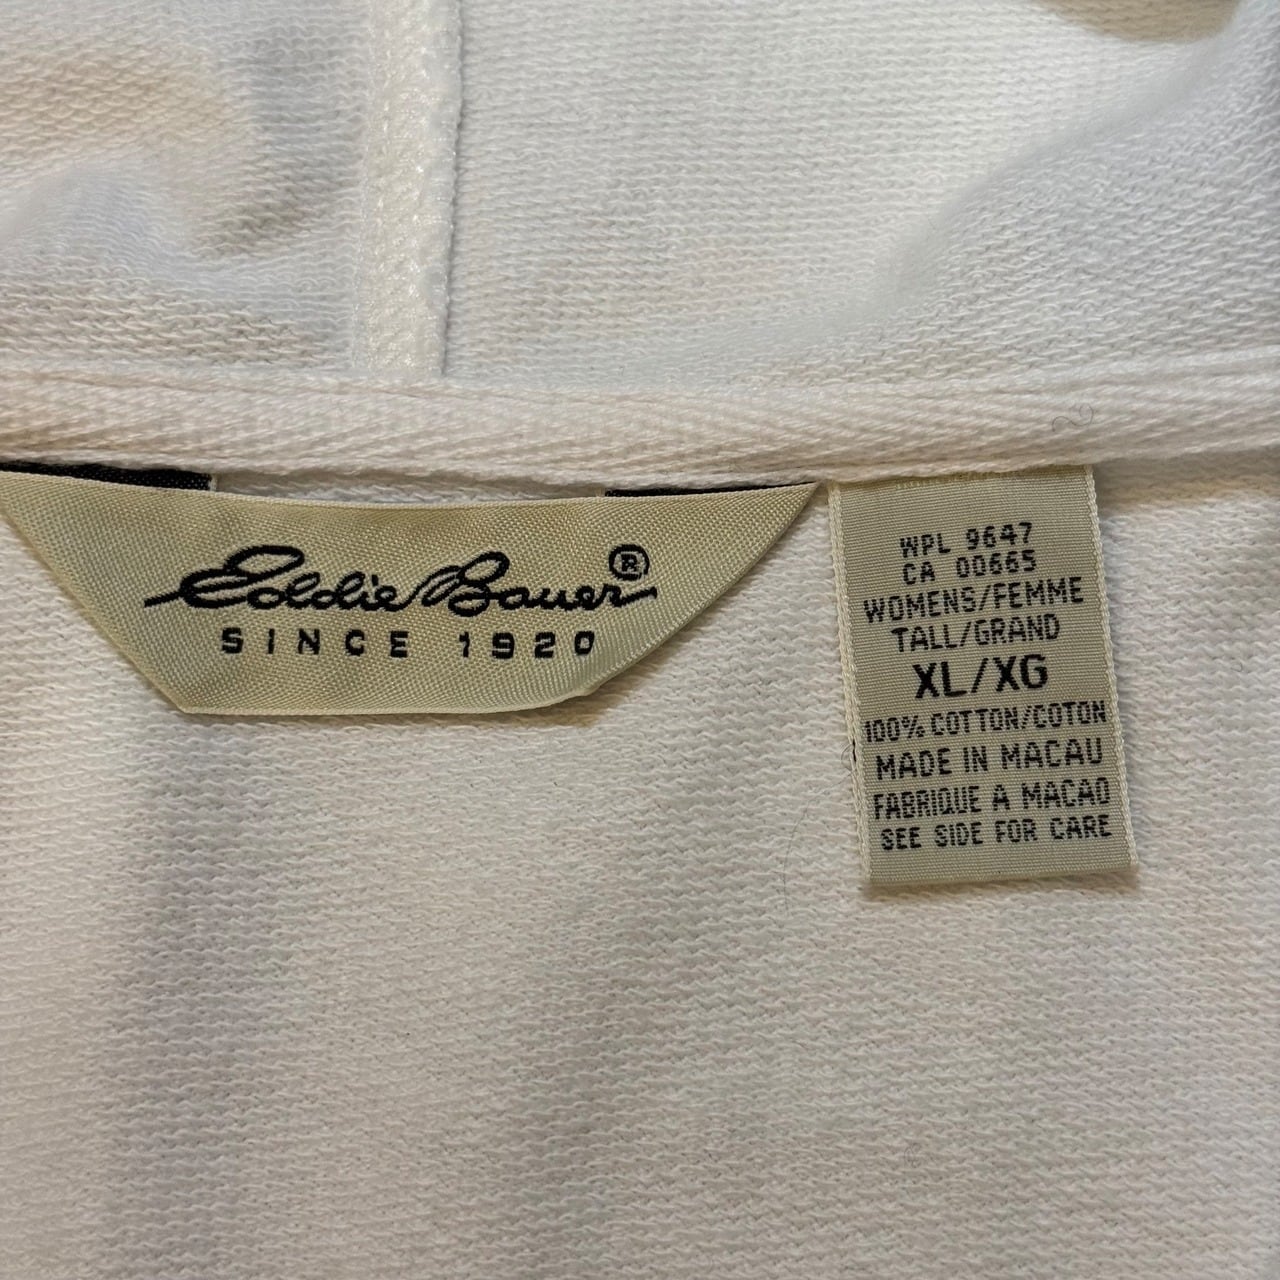 Eddie Bauer®
SINCE 1920
WPL 9647
CA 00665
WOMENS/FEMME
TALL/GRAND
XL/XG
100% COTTON/COTON
MADE IN MACAU
FABRIQUE A MACAO
SEE SIDE FOR CARE